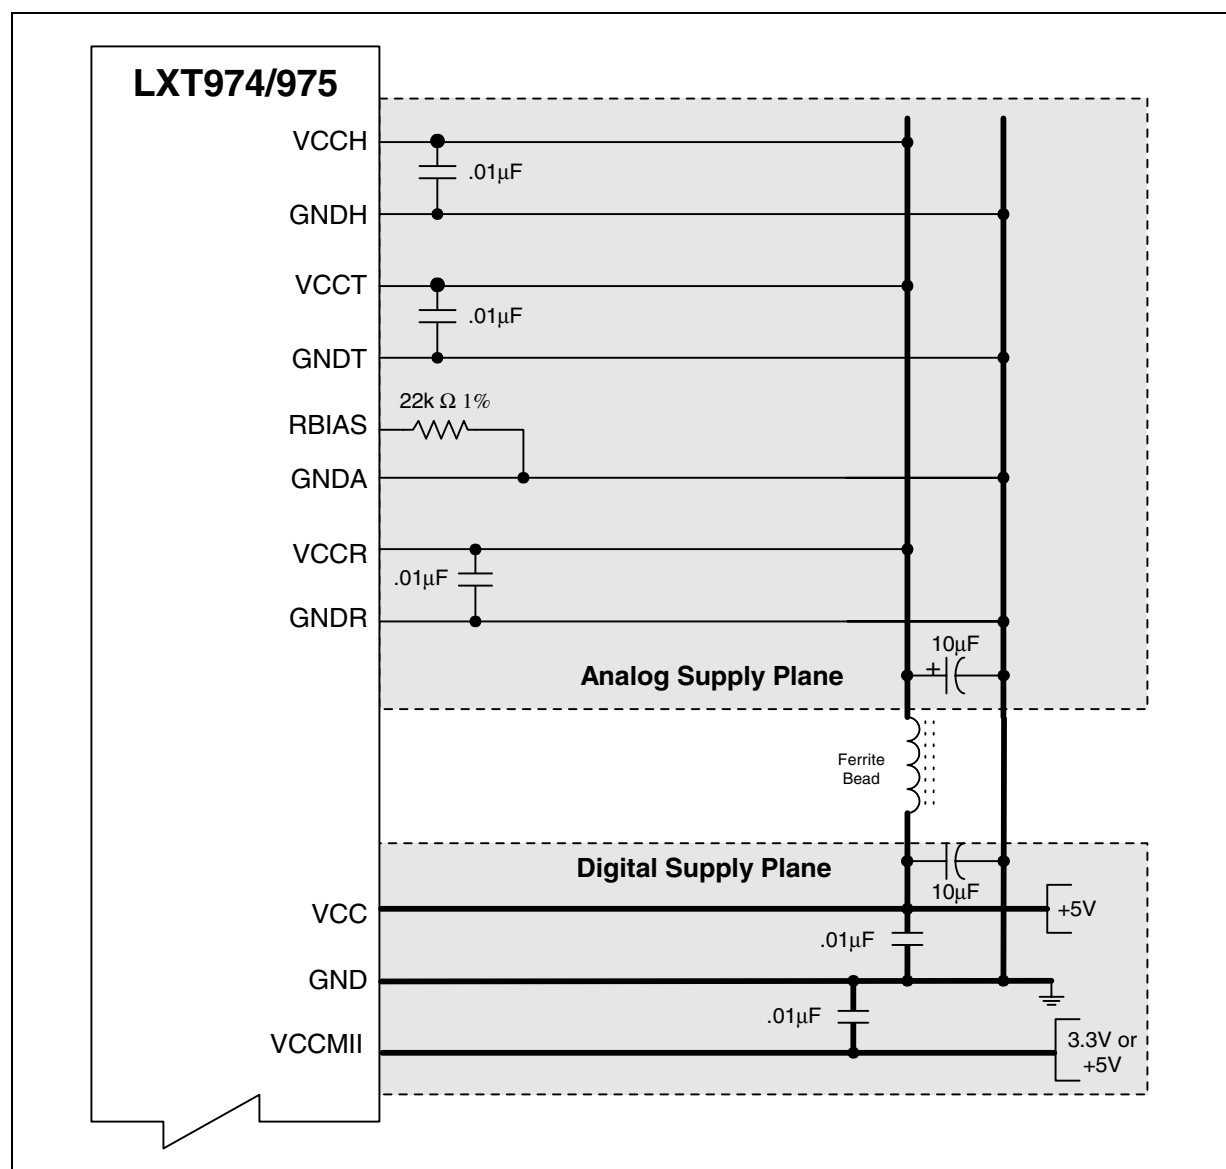 LXT974/975
VCCH
.01μF
GNDH
VCCT
.01μF
GNDT
22k Ω 1%
RBIAS
GNDA
VCCR
.01μF
GNDR
10μF
+
Analog Supply Plane
Ferrite
Bead
Digital Supply Plane
10μF
VCC
+5V
.01μF
GND
.01μF
VCCMII
3.3V or
+5V